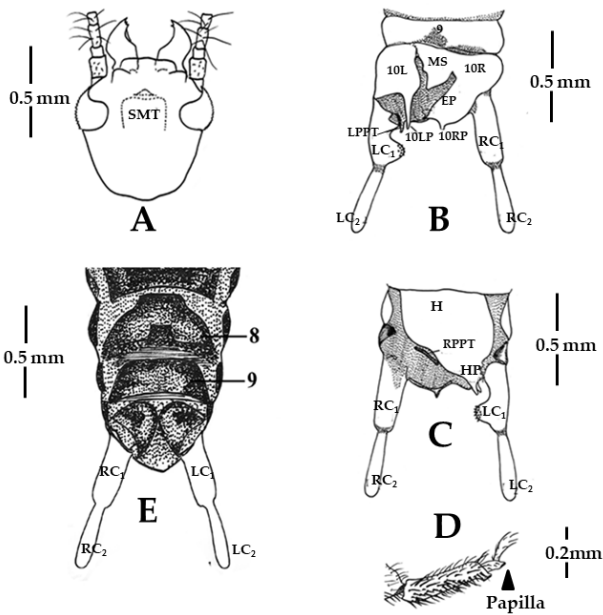 0.5 mm
SMT
A
9
10L
MS
10R
EP
LPPT
10LP
10RP
LC1
RC1
LC2
RC2
B
0.5 mm
0.5 mm
8
9
RC1
LC1
E
RC2
LC2
H
RPPT
HP
RC1
LC1
C
RC2
LC2
0.5 mm
D
0.2mm
Papilla